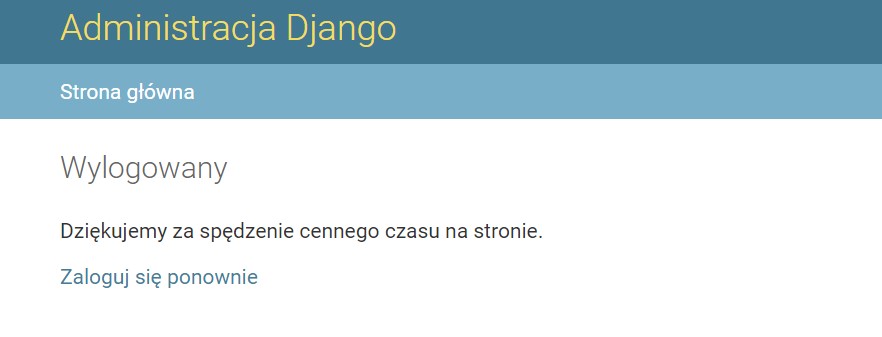 Administracja Django
Strona główna
Wylogowany
Dziękujemy za spędzenie cennego czasu na stronie.
Zaloguj się ponownie